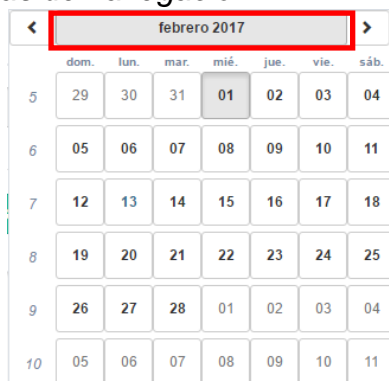 febrero 2017
dom. lun. mar. mié. jue. vie. sáb.
5 29 30 31 01 02 03 04
6 05 06 07 08 09 10 11
7 12 13 14 15 16 17 18
8 19 20 21 22 23 24 25
9 26 27 28 01 02 03 04
10 05 06 07 08 09 10 11